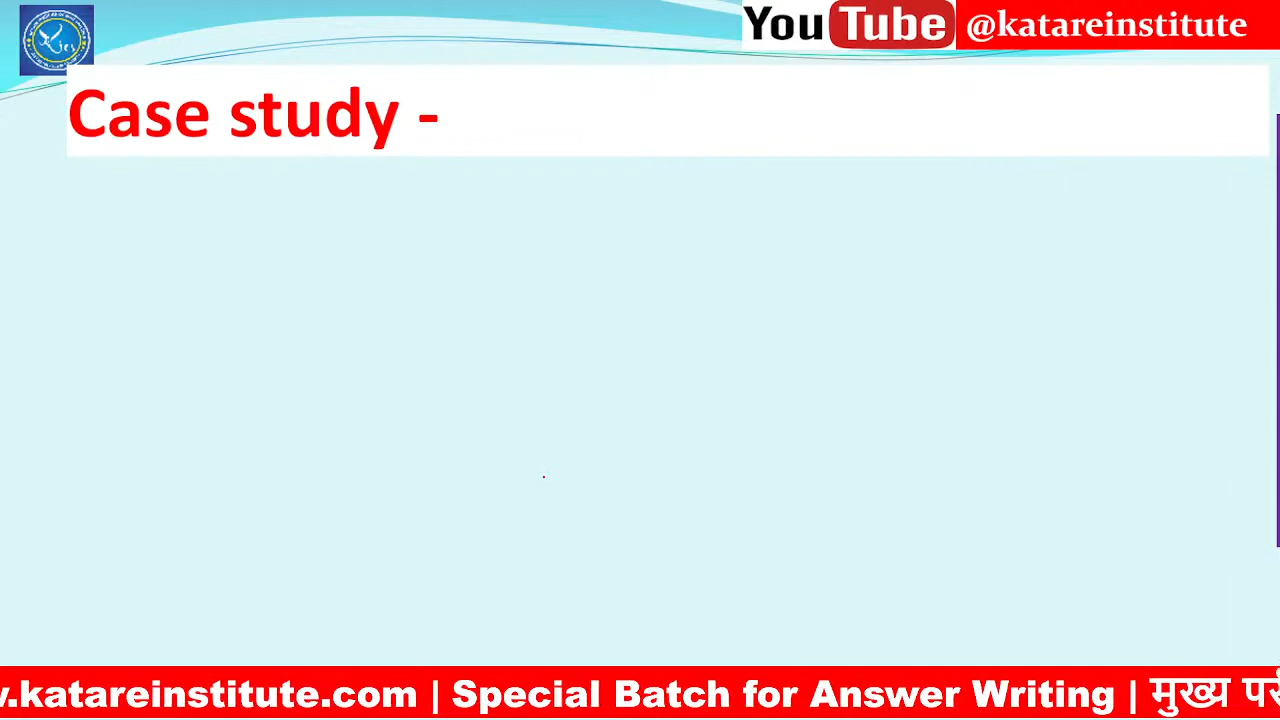 YouTube @katareinstitute
Case study -
.katareinstitute.com | Special Batch for Answer Writing | मुख्य